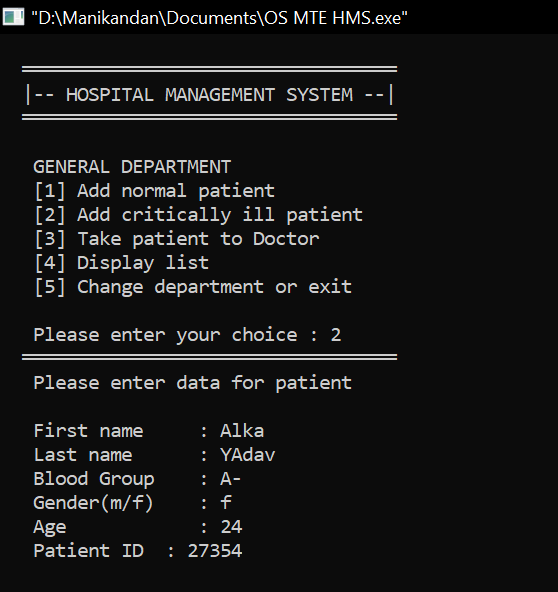 "D:\Manikandan\Documents\OS MTE HMS.exe"
|-- HOSPITAL MANAGEMENT SYSTEM --|
GENERAL DEPARTMENT
[1] Add normal patient
[2] Add critically ill patient
[3] Take patient to Doctor
[4] Display list
[5] Change department or exit
Please enter your choice : 2
Please enter data for patient
First name : Alka
Last name : YAdav
Blood Group : A-
Gender(m/f) : f
Age : 24
Patient ID : 27354